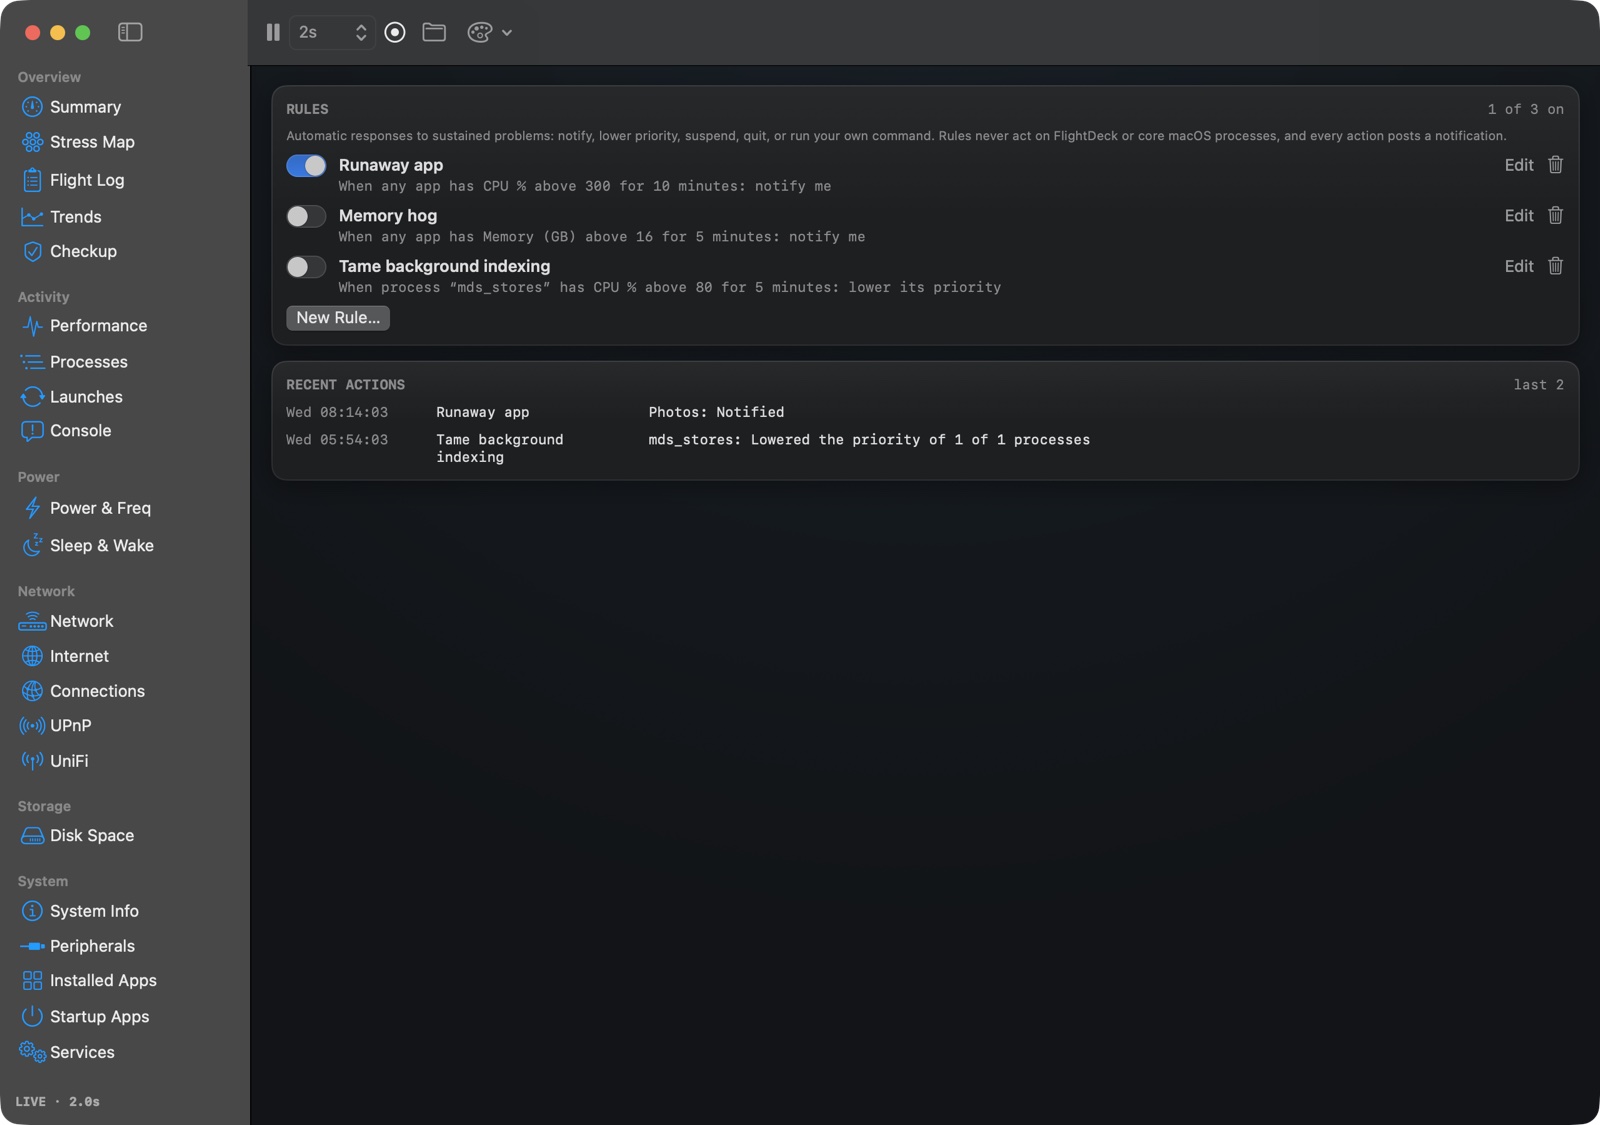 2s
Overview
Summary
Stress Map
Flight Log
Trends
Checkup
Activity
Performance
Processes
Launches
Console
Power
Power & Freq
Sleep & Wake
Network
Network
Internet
Connections
UPnP
UniFi
Storage
Disk Space
System
System Info
Peripherals
Installed Apps
Startup Apps
Services
LIVE · 2.0s
RULES 1 of 3 on
Automatic responses to sustained problems: notify, lower priority, suspend, quit, or run your own command. Rules never act on FlightDeck or core macOS processes, and every action posts a notification.
Runaway app Edit
When any app has CPU % above 300 for 10 minutes: notify me
Memory hog Edit
When any app has Memory (GB) above 16 for 5 minutes: notify me
Tame background indexing Edit
When process “mds_stores” has CPU % above 80 for 5 minutes: lower its priority
New Rule...
RECENT ACTIONS last 2
Wed 08:14:03 Runaway app Photos: Notified
Wed 05:54:03 Tame background mds_stores: Lowered the priority of 1 of 1 processes
indexing